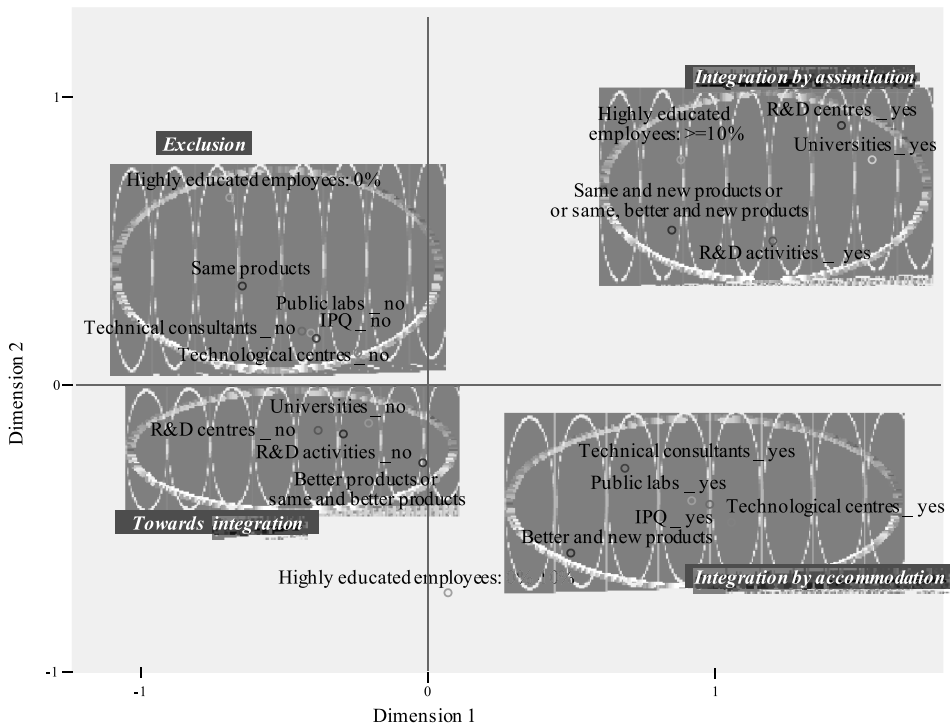 Integration by assimilation
1
Highly educated
employees: >=10%
R&D centres _ yes
Universities _ yes
Exclusion
Highly educated employees: 0%
Same and new products or
or same, better and new products
R&D activities _ yes
Same products
Public labs _ no
IPQ _ no
Technical consultants _ no
Technological centres _ no
Dimension 2
0
Universities _ no
R&D centres _ no
R&D activities _ no
Better products or
same and better products
Towards integration
Technical consultants _ yes
Public labs _ yes
Technological centres _ yes
IPQ _ yes
Better and new products
Highly educated employees:
Integration by accommodation
-1
-1
0
1
Dimension 1